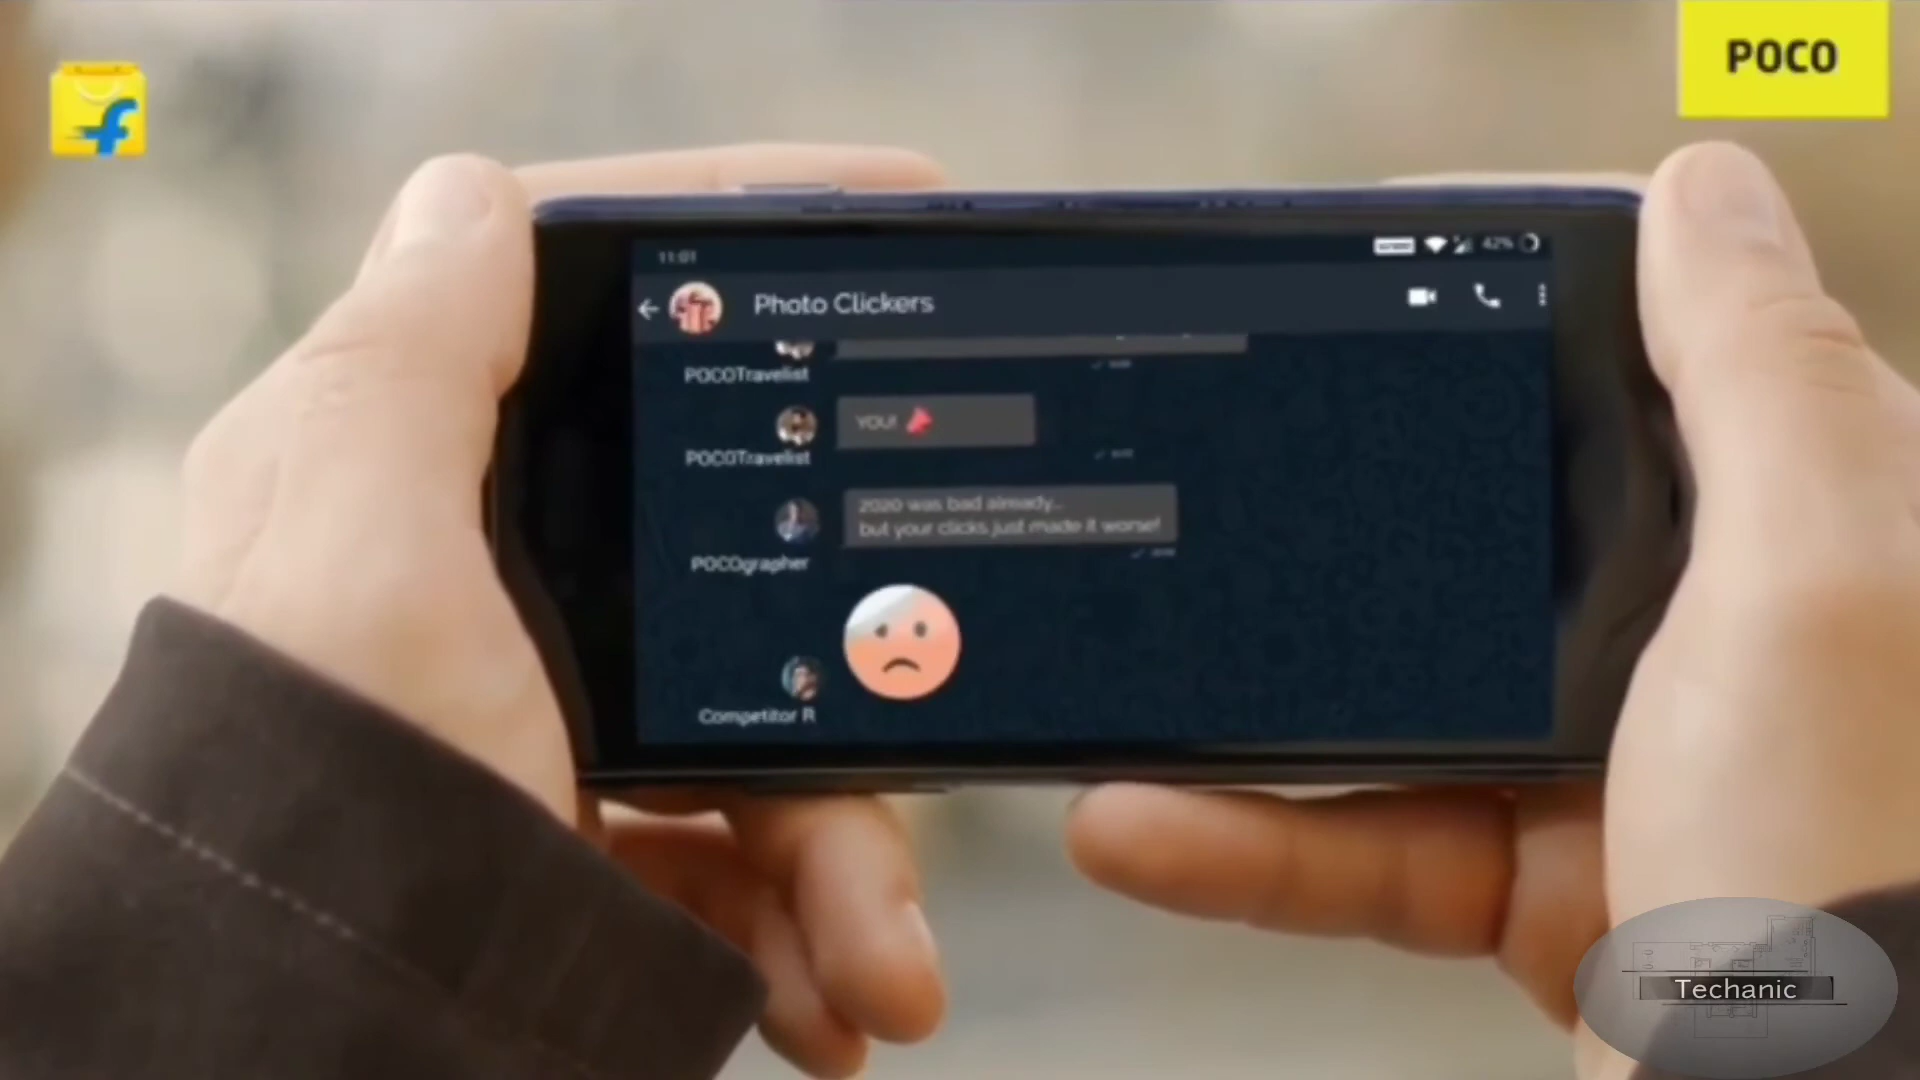 POCO
11:01
42%
Photo Clickers
POCOTravelist
YOU!
POCOTravelist
2020 was bad already...
but your clicks just made it worse!
POCOgrapher
Competitor R
Techanic